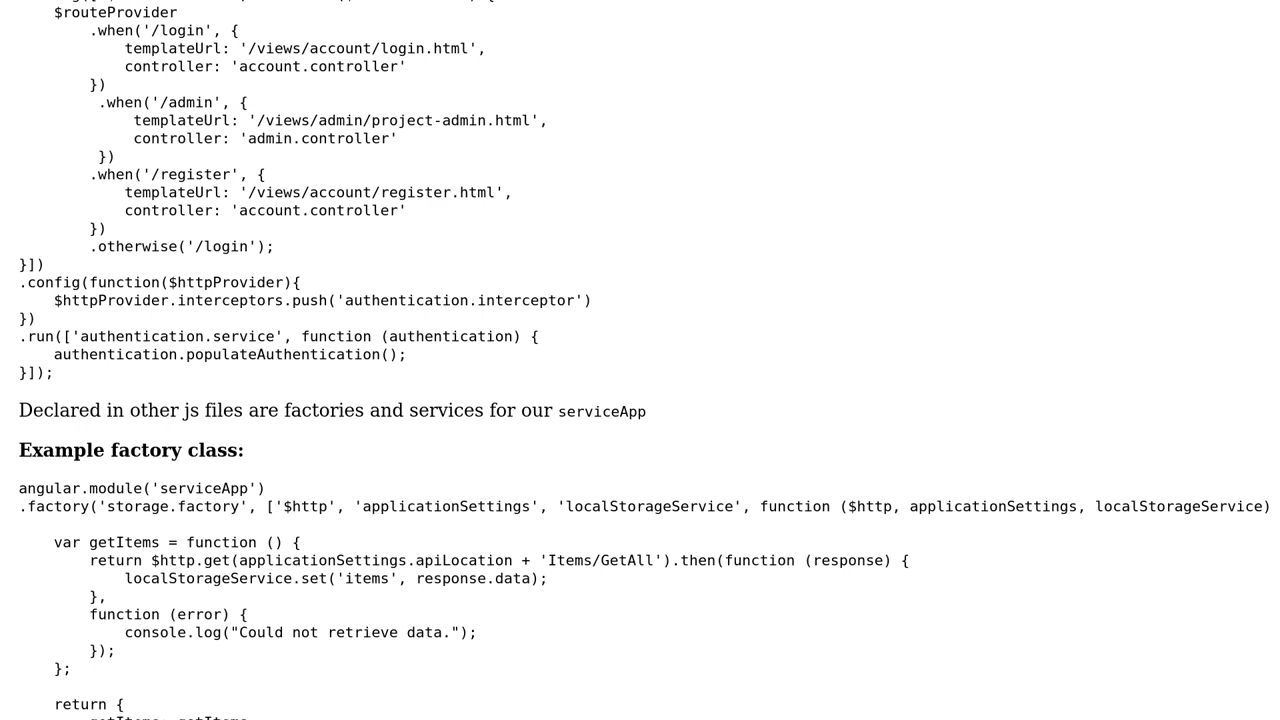 $routeProvider
.when('/login', {
templateUrl: '/views/account/login.html',
controller: 'account.controller'
})
.when('/admin', {
templateUrl: '/views/admin/project-admin.html',
controller: 'admin.controller'
})
.when('/register', {
templateUrl: '/views/account/register.html',
controller: 'account.controller'
})
.otherwise('/login');
}])
.config(function($httpProvider){
$httpProvider.interceptors.push('authentication.interceptor')
})
.run(['authentication.service', function (authentication) {
authentication.populateAuthentication();
}]);
Declared in other js files are factories and services for our serviceApp
Example factory class:
angular.module('serviceApp')
.factory('storage.factory', ['$http', 'applicationSettings', 'localStorageService', function ($http, applicationSettings, localStorageService)
var getItems = function () {
return $http.get(applicationSettings.apiLocation + 'Items/GetAll').then(function (response) {
localStorageService.set('items', response.data);
},
function (error) {
console.log("Could not retrieve data.");
});
};
return {